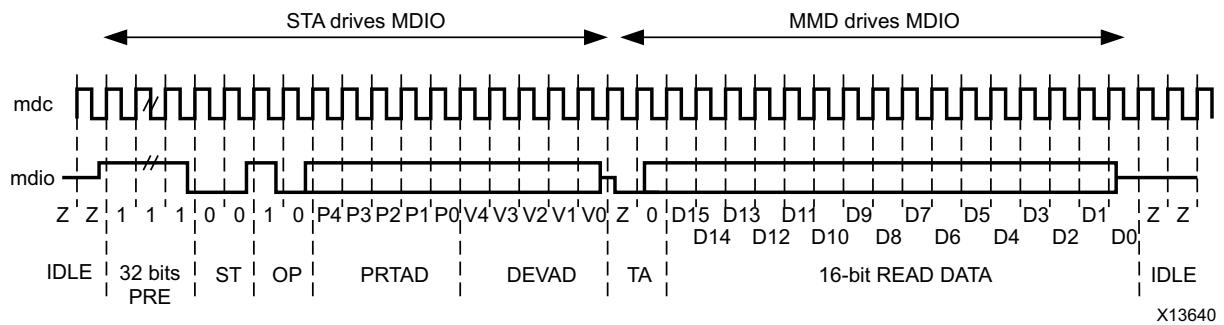 STA drives MDIO MMD drives MDIO
mdc
mdio
Z Z 1 1 1 0 0 1 0 P4 P3 P2 P1 P0 V4 V3 V2 V1 V0 Z 0 D15 D13 D11 D9 D7 D5 D3 D1 Z Z
D14 D12 D10 D8 D6 D4 D2 D0
IDLE 32 bits ST OP PRTAD DEVAD TA 16-bit READ DATA IDLE
PRE
X13640